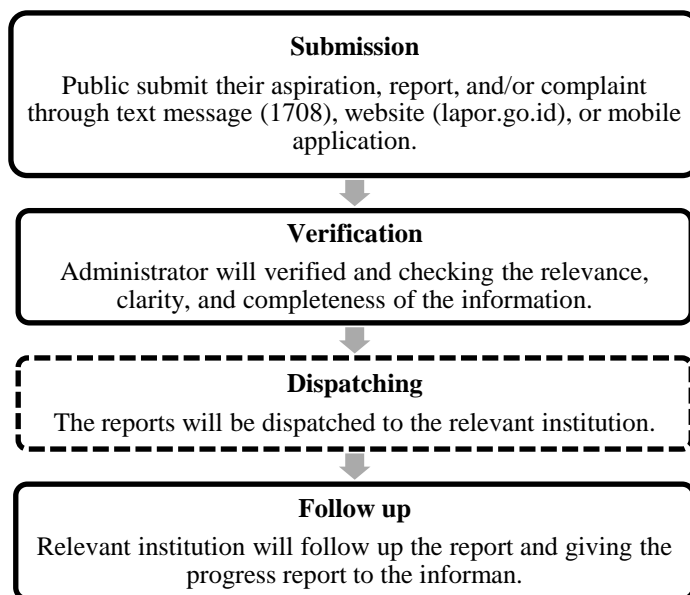 Submission
Public submit their aspiration, report, and/or complaint
through text message (1708), website (lapor.go.id), or mobile
application.
Verification
Administrator will verified and checking the relevance,
clarity, and completeness of the information.
Dispatching
The reports will be dispatched to the relevant institution.
Follow up
Relevant institution will follow up the report and giving the
progress report to the informan.